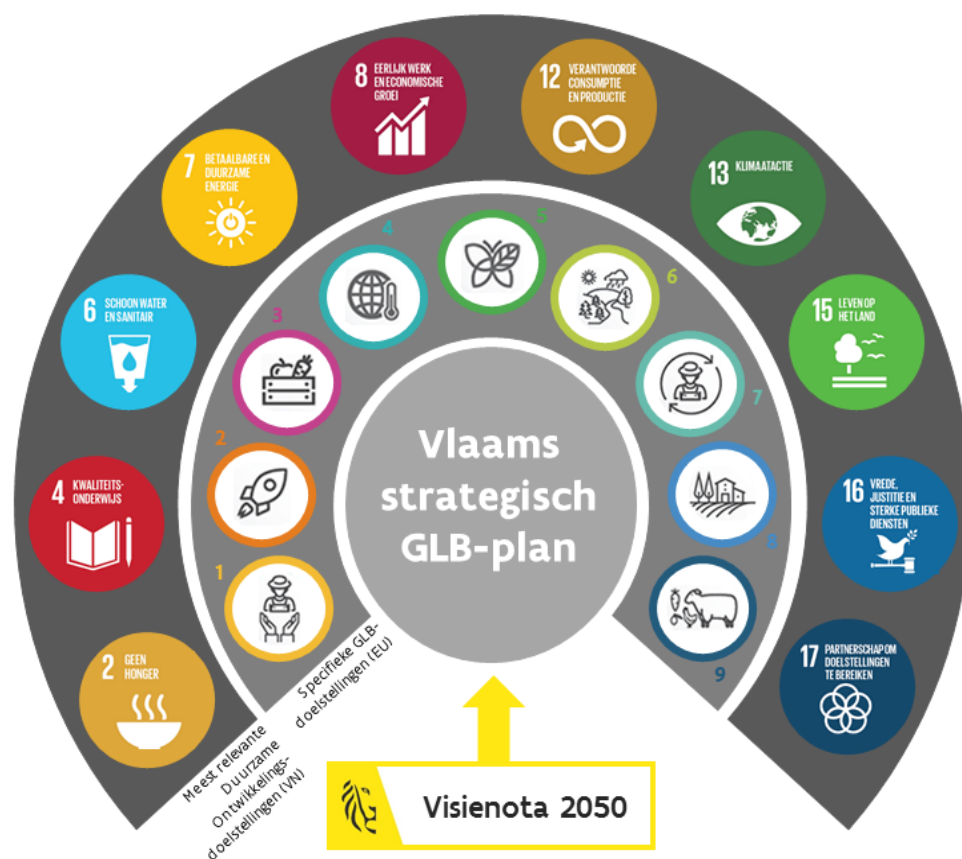 8 EERLIJK WERK
EN ECONOMISCHE
GROEI
12 VERANTWOORDE
CONSUMPTIE
EN PRODUCTIE
7 BETAALBARE EN
DUURZAME
ENERGIE
13 KLIMAATACTIE
6 SCHOON WATER
EN SANITAIR
15 LEVEN OP
HET LAND
4 KWALITEITS-
ONDERWIJS
16 VREDE,
JUSTITIE EN
STERKE PUBLIEKE
DIENSTEN
2 GEEN
HONGER
17 PARTNERSCHAP OM
DOELSTELLINGEN
TE BEREIKEN
1
2
3
4
5
6
7
8
9
Vlaams
strategisch
GLB-plan
Specifieke GLB-
doelstellingen (EU)
Meest relevante
Duurzame
Ontwikkelings-
doelstellingen (VN)
Visienota 2050